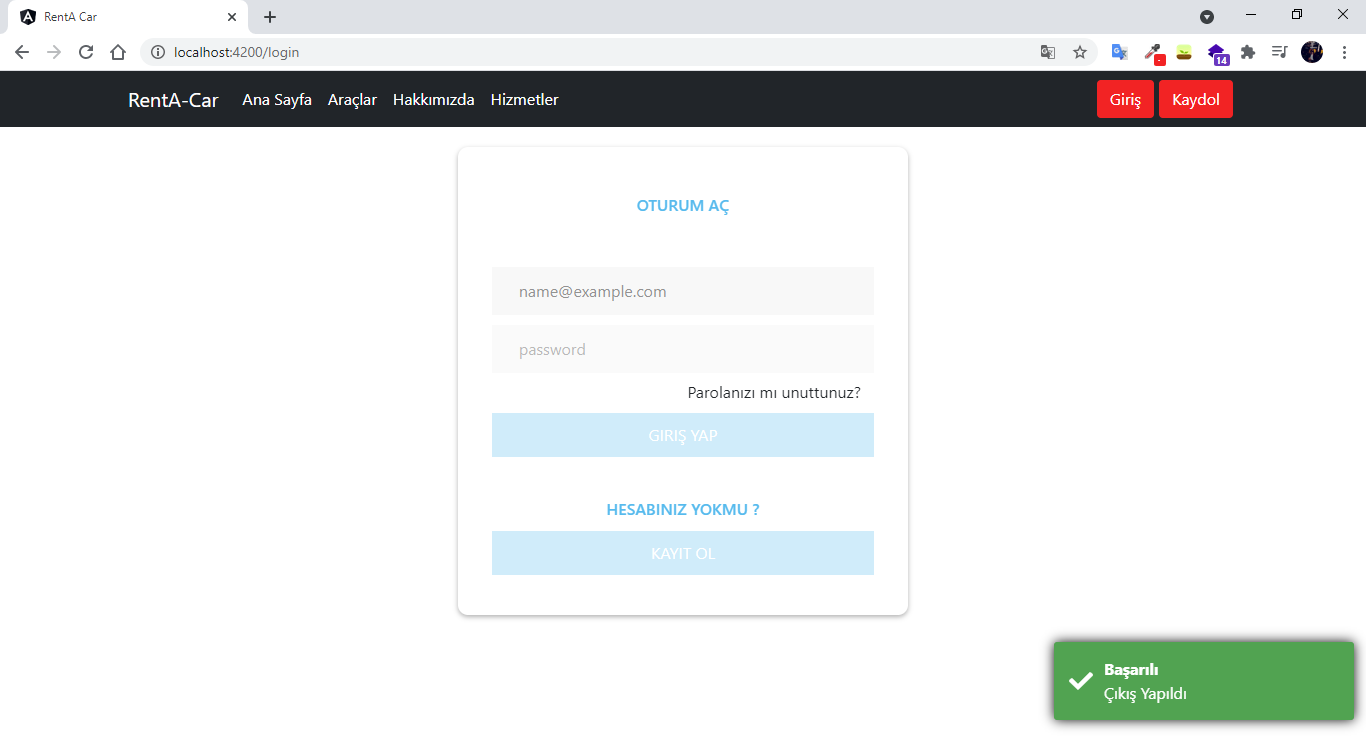 RentA Car
localhost:4200/login
14
RentA-Car Ana Sayfa Araçlar Hakkımızda Hizmetler Giriş Kaydol
OTURUM AÇ
name@example.com
password
Parolanızı mı unuttunuz?
GIRIŞ YAP
HESABINIZ YOKMU ?
KAYIT OL
Başarılı
Çıkış Yapıldı